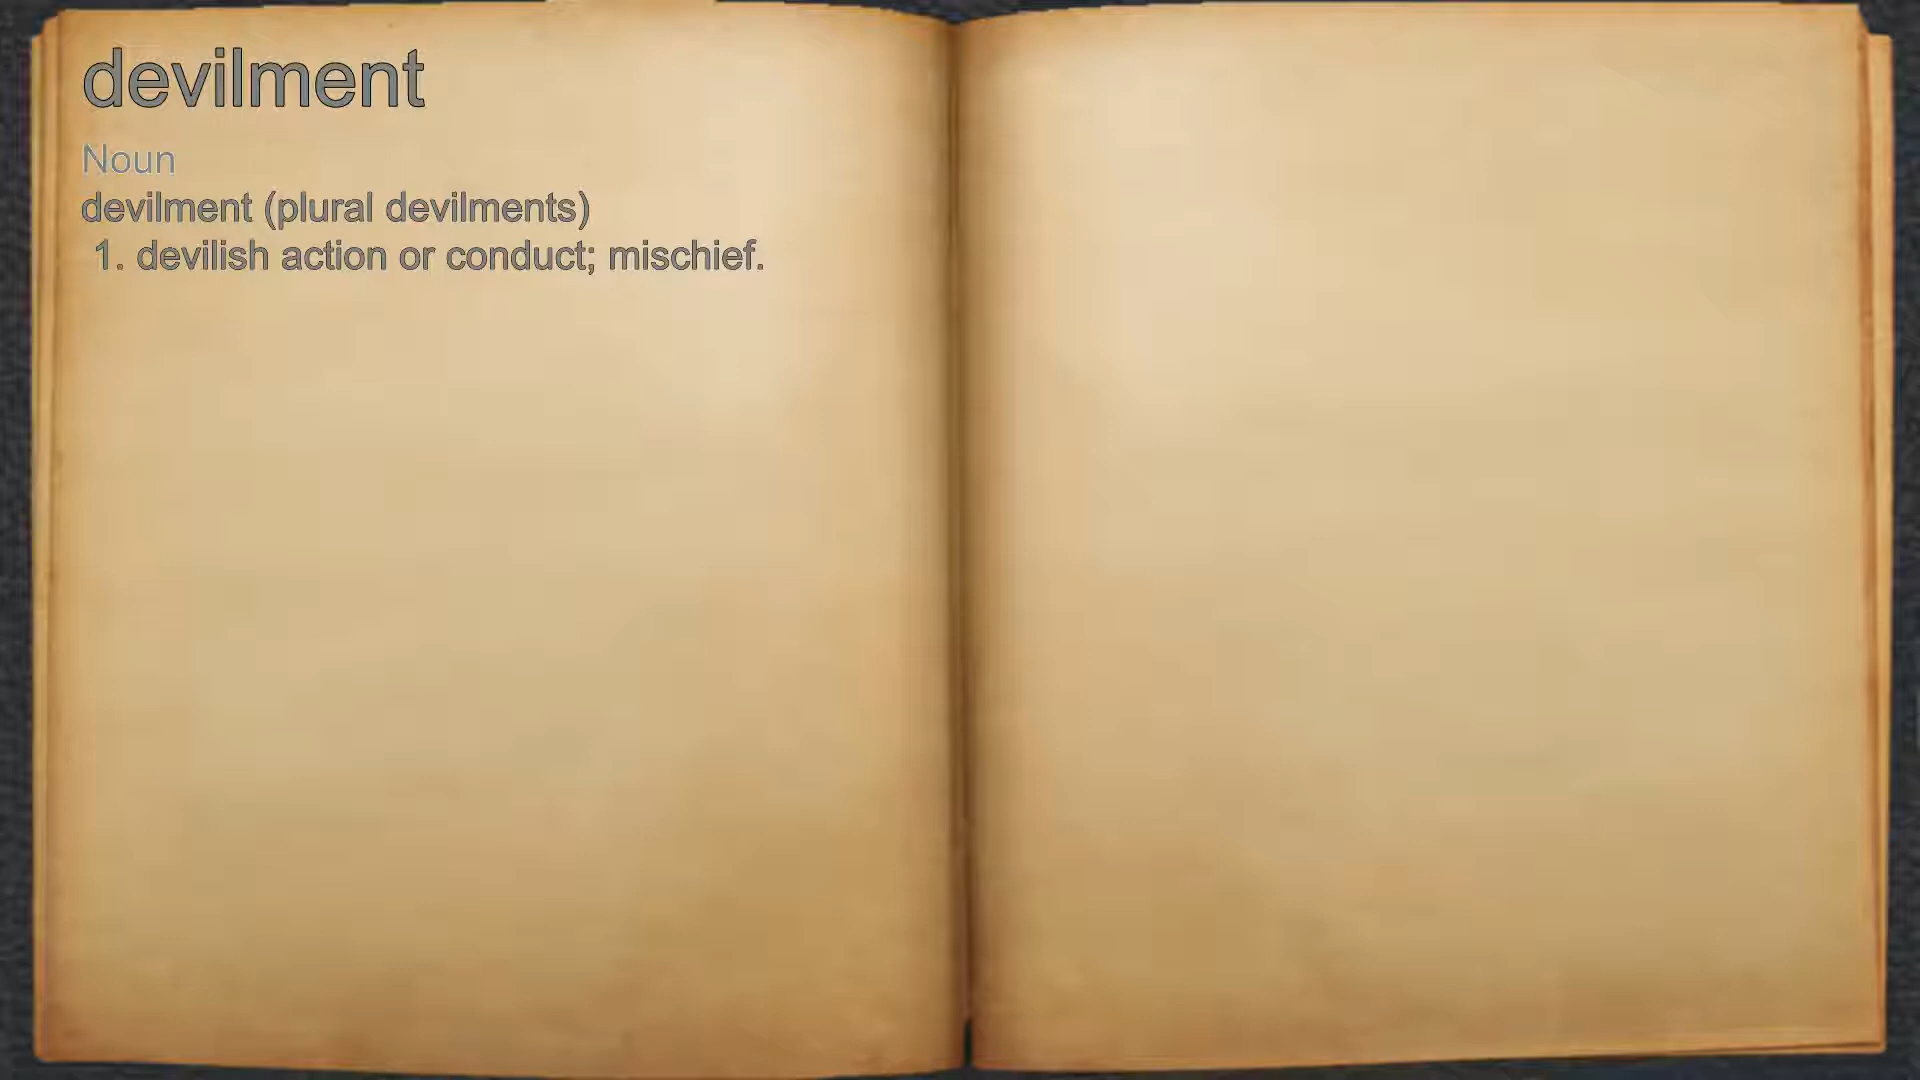 devilment
Noun
devilment (plural devilments)
1. devilish action or conduct; mischief.